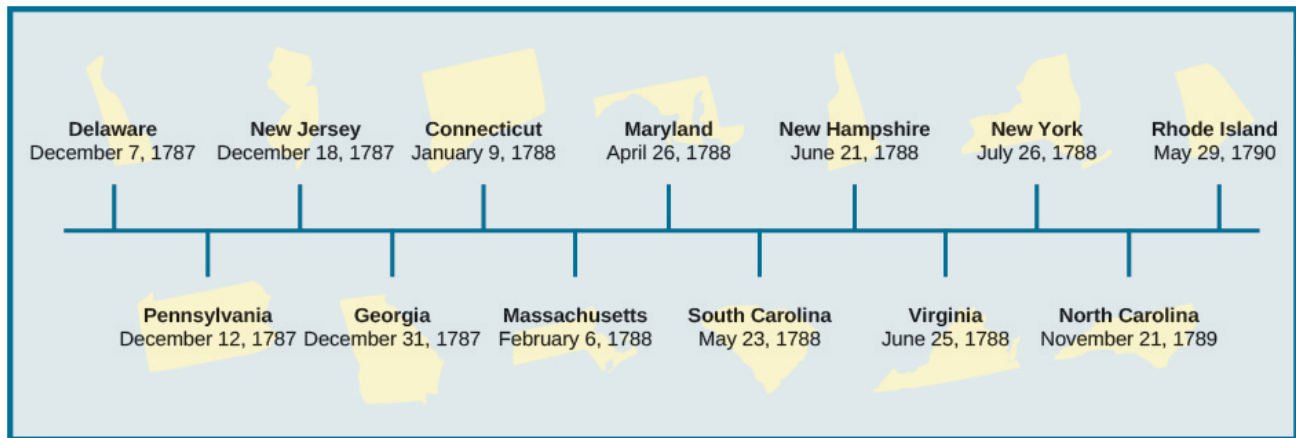 Delaware
December 7, 1787
New Jersey
December 18, 1787
Connecticut
January 9, 1788
Maryland
April 26, 1788
New Hampshire
June 21, 1788
New York
July 26, 1788
Rhode Island
May 29, 1790
Pennsylvania
December 12, 1787
Georgia
December 31, 1787
Massachusetts
February 6, 1788
South Carolina
May 23, 1788
Virginia
June 25, 1788
North Carolina
November 21, 1789